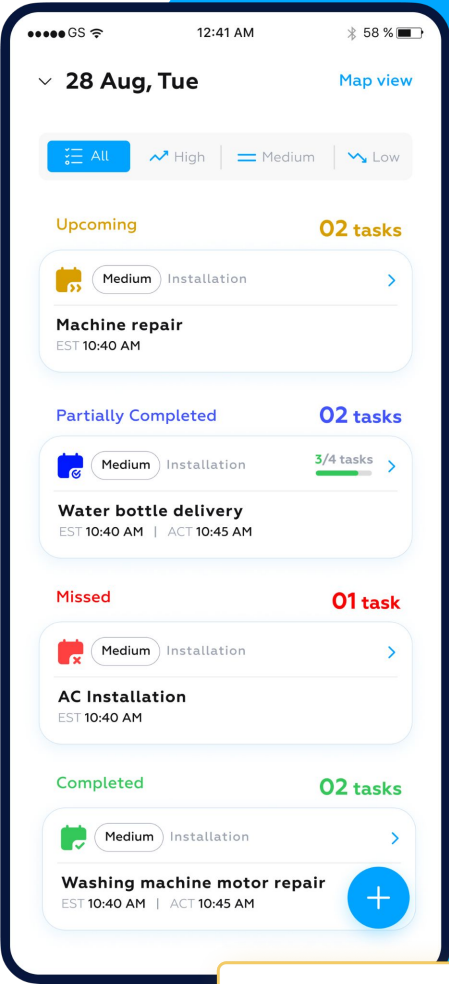 GS 12:41 AM 58 %
28 Aug, Tue Map view
All High Medium Low
Upcoming 02 tasks
Medium Installation
Machine repair
EST 10:40 AM
Partially Completed 02 tasks
Medium Installation 3/4 tasks
Water bottle delivery
EST 10:40 AM | ACT 10:45 AM
Missed 01 task
Medium Installation
AC Installation
EST 10:40 AM
Completed 02 tasks
Medium Installation
Washing machine motor repair
EST 10:40 AM | ACT 10:45 AM